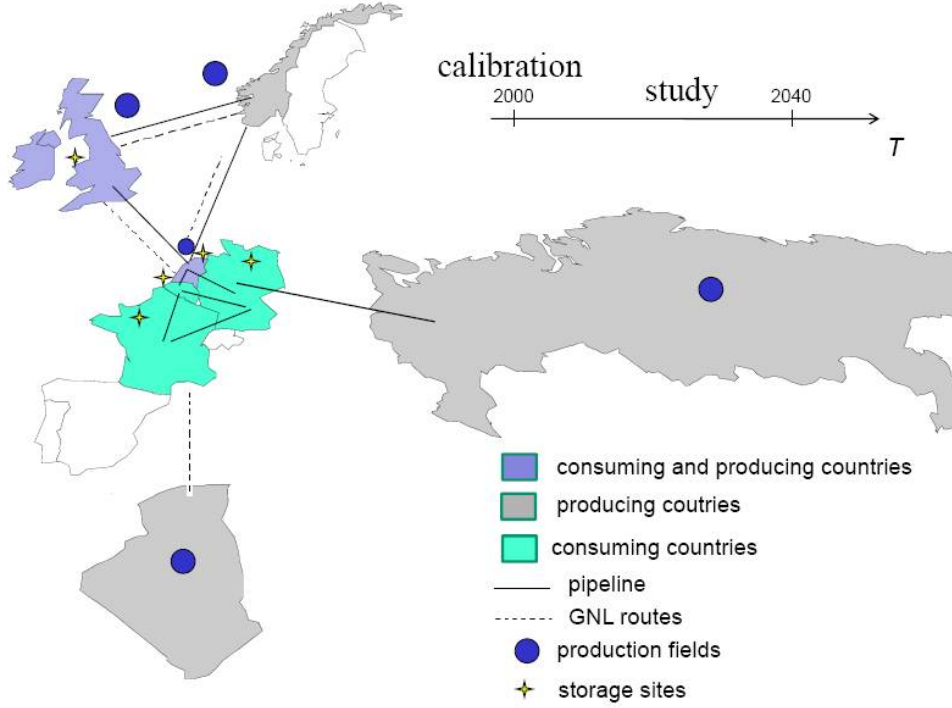 calibration
2000
study
2040
T
consuming and producing countries
producing coutries
consuming countries
pipeline
GNL routes
production fields
storage sites